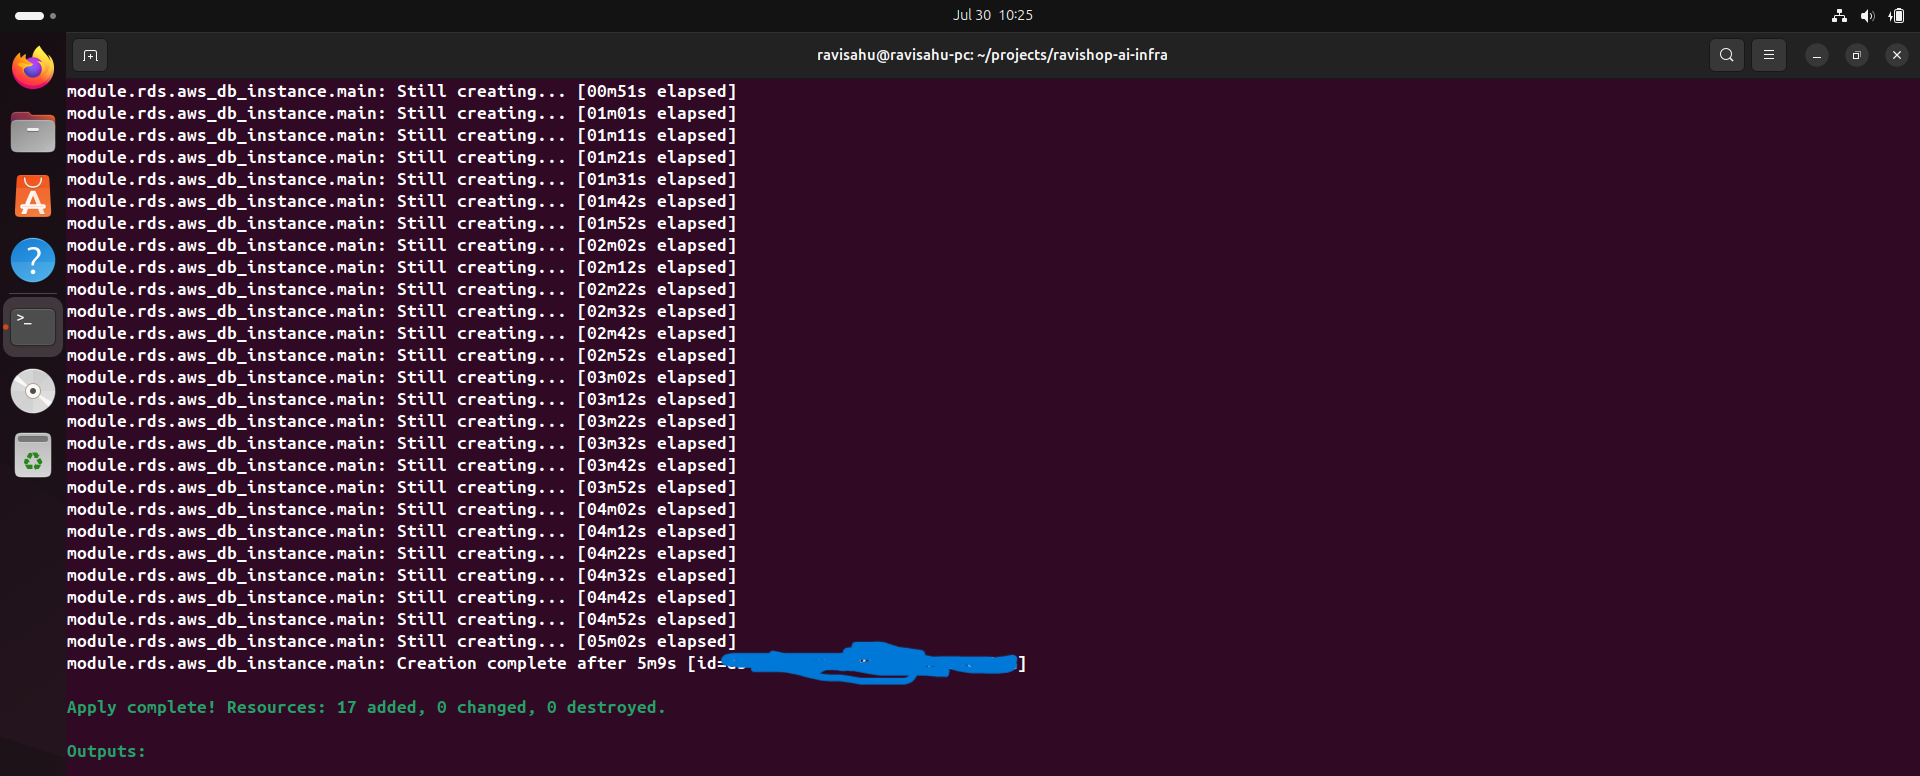 Jul 30 10:25
ravisahu@ravisahu-pc: ~/projects/ravishop-ai-infra
module.rds.aws_db_instance.main: Still creating... [00m51s elapsed]
module.rds.aws_db_instance.main: Still creating... [01m01s elapsed]
module.rds.aws_db_instance.main: Still creating... [01m11s elapsed]
module.rds.aws_db_instance.main: Still creating... [01m21s elapsed]
module.rds.aws_db_instance.main: Still creating... [01m31s elapsed]
module.rds.aws_db_instance.main: Still creating... [01m42s elapsed]
module.rds.aws_db_instance.main: Still creating... [01m52s elapsed]
module.rds.aws_db_instance.main: Still creating... [02m02s elapsed]
module.rds.aws_db_instance.main: Still creating... [02m12s elapsed]
module.rds.aws_db_instance.main: Still creating... [02m22s elapsed]
module.rds.aws_db_instance.main: Still creating... [02m32s elapsed]
module.rds.aws_db_instance.main: Still creating... [02m42s elapsed]
module.rds.aws_db_instance.main: Still creating... [02m52s elapsed]
module.rds.aws_db_instance.main: Still creating... [03m02s elapsed]
module.rds.aws_db_instance.main: Still creating... [03m12s elapsed]
module.rds.aws_db_instance.main: Still creating... [03m22s elapsed]
module.rds.aws_db_instance.main: Still creating... [03m32s elapsed]
module.rds.aws_db_instance.main: Still creating... [03m42s elapsed]
module.rds.aws_db_instance.main: Still creating... [03m52s elapsed]
module.rds.aws_db_instance.main: Still creating... [04m02s elapsed]
module.rds.aws_db_instance.main: Still creating... [04m12s elapsed]
module.rds.aws_db_instance.main: Still creating... [04m22s elapsed]
module.rds.aws_db_instance.main: Still creating... [04m32s elapsed]
module.rds.aws_db_instance.main: Still creating... [04m42s elapsed]
module.rds.aws_db_instance.main: Still creating... [04m52s elapsed]
module.rds.aws_db_instance.main: Still creating... [05m02s elapsed]
module.rds.aws_db_instance.main: Creation complete after 5m9s [id= ]
Apply complete! Resources: 17 added, 0 changed, 0 destroyed.
Outputs: